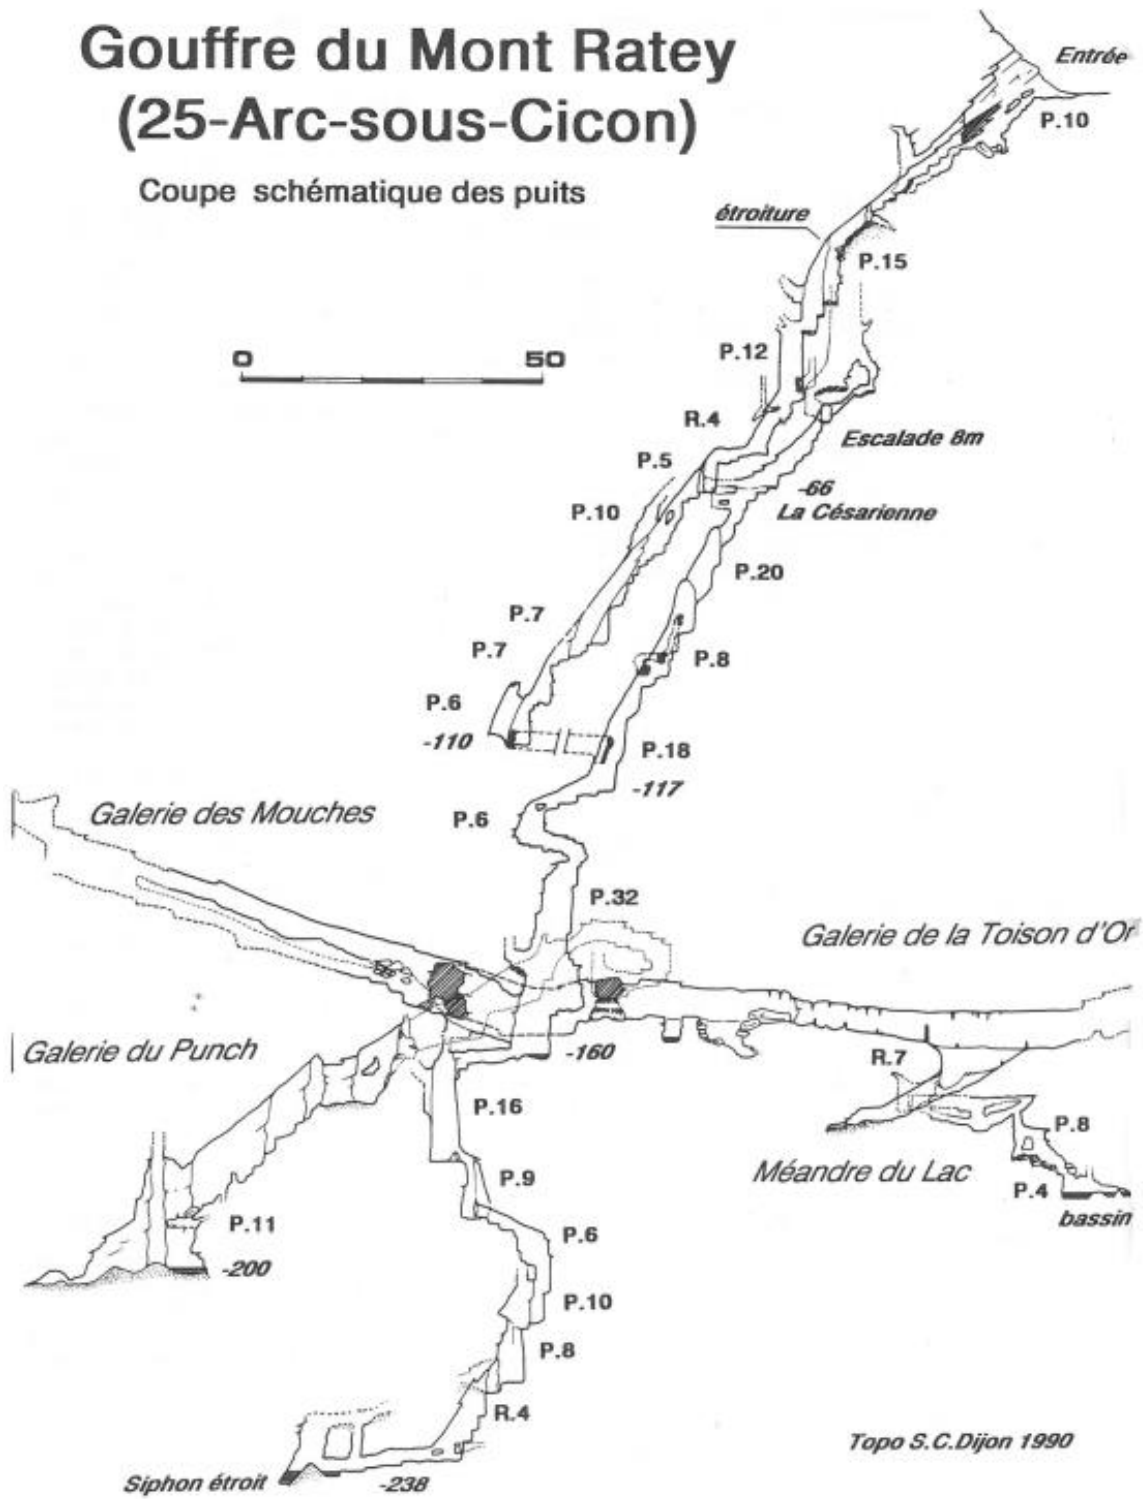 Gouffre du Mont Ratey
(25-Arc-sous-Cicon)
Coupe schématique des puits
Entrée
P.10
étroiture
P.15
0 50
P.12
R.4
Escalade 8m
P.5
-66
La Césarienne
P.10
P.20
P.7
P.7
P.8
P.6
-110
P.18
-117
Galerie des Mouches
P.6
P.32
Galerie de la Toison d'Or
Galerie du Punch
-160
R.7
P.16
P.8
Méandre du Lac
P.9
P.4
bassin
P.11
P.6
-200
P.10
P.8
R.4
Topo S.C.Dijon 1990
Siphon étroit
-238